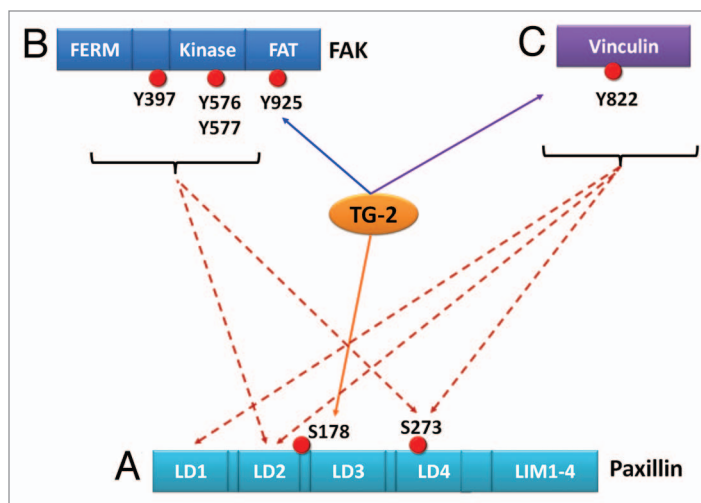 B
FERM
Kinase
FAT
FAK
Y397
Y576
Y577
Y925
C
Vinculin
Y822
TG-2
S178
S273
A
LD1
LD2
LD3
LD4
LIM1-4
Paxillin